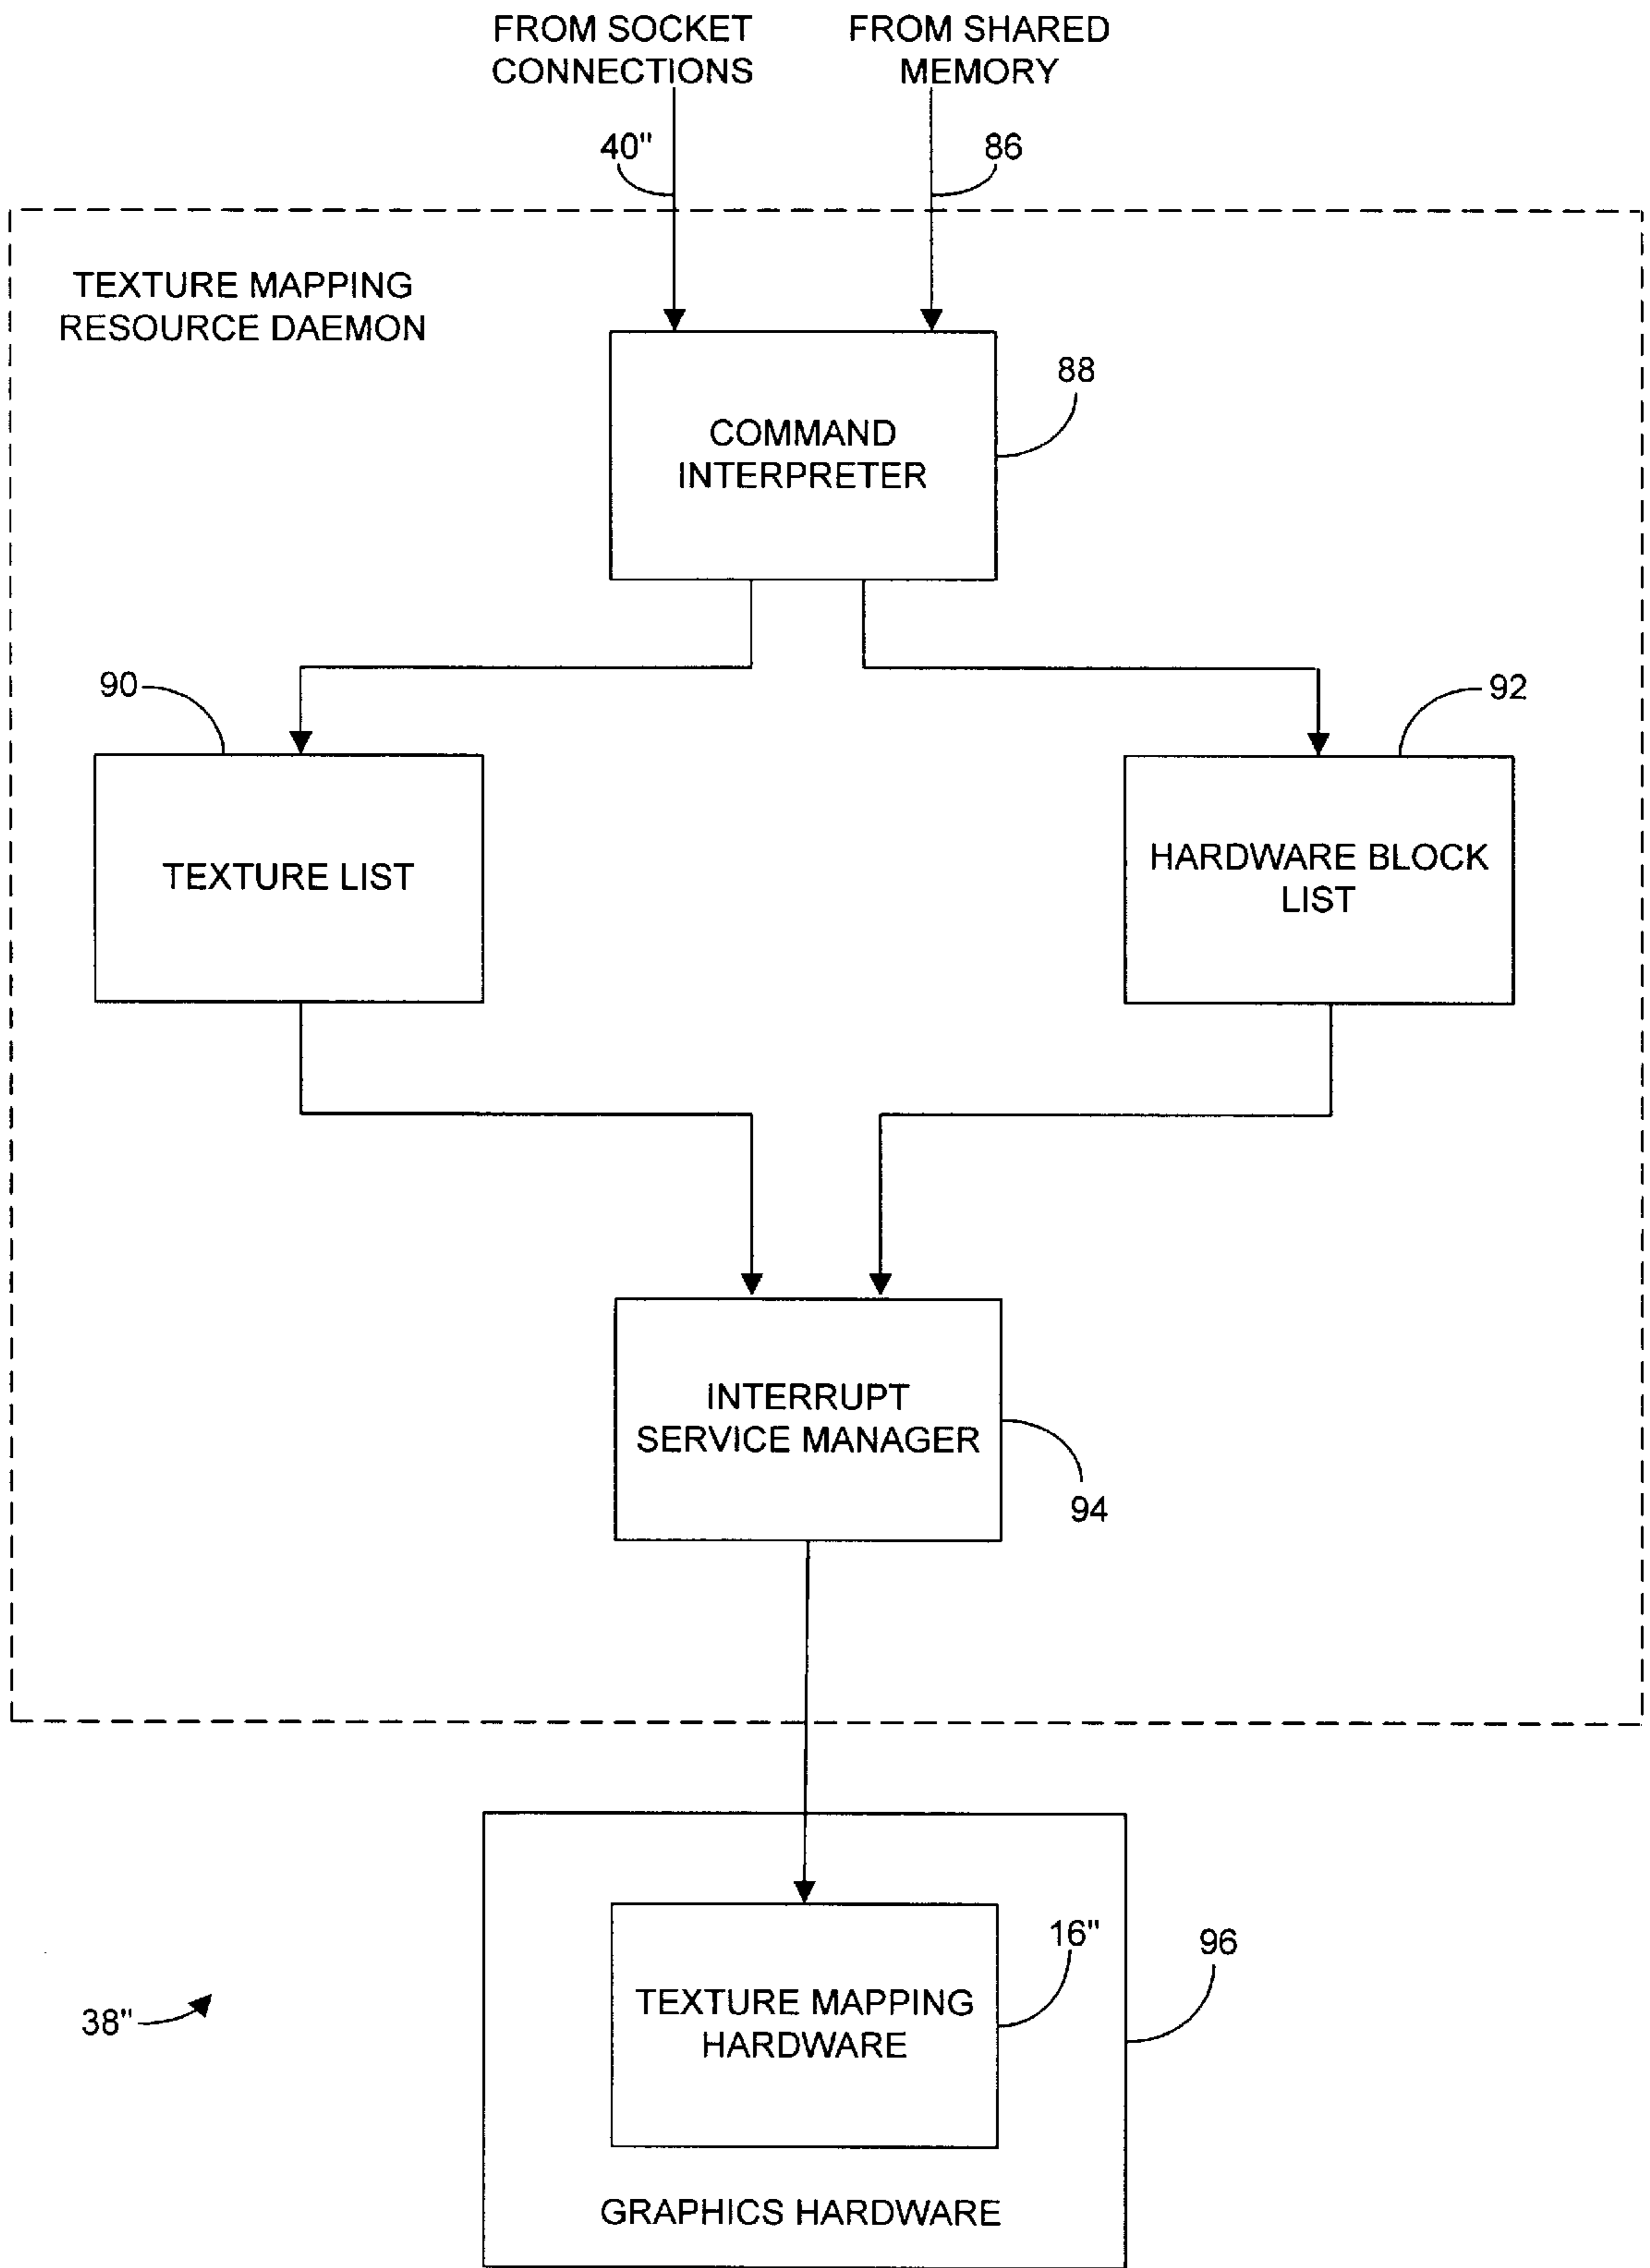 FROM SOCKET
CONNECTIONS
FROM SHARED
MEMORY
40"
86
TEXTURE MAPPING
RESOURCE DAEMON
88
COMMAND
INTERPRETER
90
92
TEXTURE LIST
HARDWARE BLOCK
LIST
INTERRUPT
SERVICE MANAGER
94
16"
96
TEXTURE MAPPING
HARDWARE
38"
GRAPHICS HARDWARE